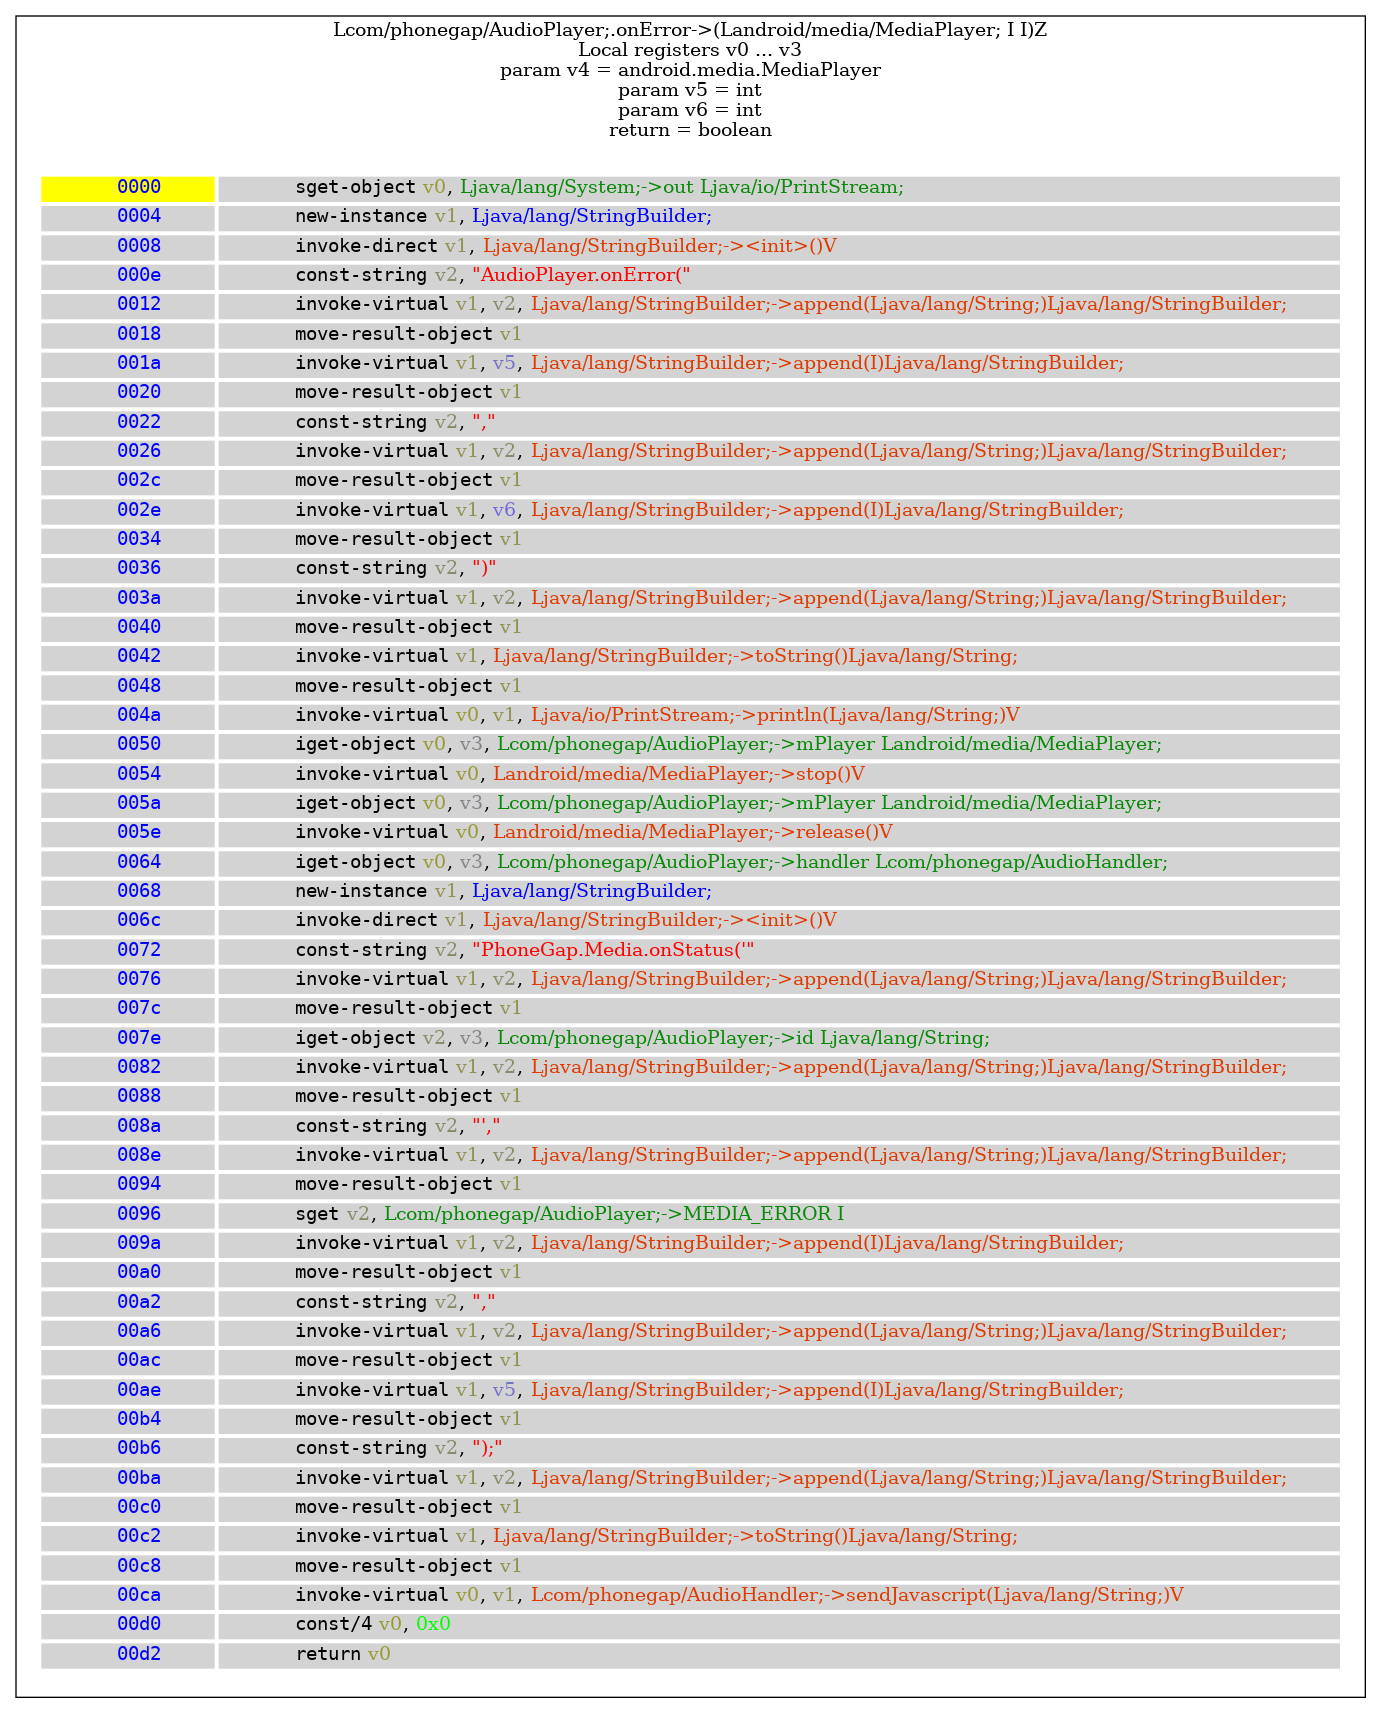 Lcom/phonegap/AudioPlayer;.onError->(Landroid/media/MediaPlayer; I I)Z
Local registers v0 ... v3
param v4 = android.media.MediaPlayer
param v5 = int
param v6 = int
return = boolean
0000 sget-object v0, Ljava/lang/System;->out Ljava/io/PrintStream;
0004 new-instance v1, Ljava/lang/StringBuilder;
0008 invoke-direct v1, Ljava/lang/StringBuilder;-><init>()V
000e const-string v2, "AudioPlayer.onError("
0012 invoke-virtual v1, v2, Ljava/lang/StringBuilder;->append(Ljava/lang/String;)Ljava/lang/StringBuilder;
0018 move-result-object v1
001a invoke-virtual v1, v5, Ljava/lang/StringBuilder;->append(I)Ljava/lang/StringBuilder;
0020 move-result-object v1
0022 const-string v2, ","
0026 invoke-virtual v1, v2, Ljava/lang/StringBuilder;->append(Ljava/lang/String;)Ljava/lang/StringBuilder;
002c move-result-object v1
002e invoke-virtual v1, v6, Ljava/lang/StringBuilder;->append(I)Ljava/lang/StringBuilder;
0034 move-result-object v1
0036 const-string v2, ")"
003a invoke-virtual v1, v2, Ljava/lang/StringBuilder;->append(Ljava/lang/String;)Ljava/lang/StringBuilder;
0040 move-result-object v1
0042 invoke-virtual v1, Ljava/lang/StringBuilder;->toString()Ljava/lang/String;
0048 move-result-object v1
004a invoke-virtual v0, v1, Ljava/io/PrintStream;->println(Ljava/lang/String;)V
0050 iget-object v0, v3, Lcom/phonegap/AudioPlayer;->mPlayer Landroid/media/MediaPlayer;
0054 invoke-virtual v0, Landroid/media/MediaPlayer;->stop()V
005a iget-object v0, v3, Lcom/phonegap/AudioPlayer;->mPlayer Landroid/media/MediaPlayer;
005e invoke-virtual v0, Landroid/media/MediaPlayer;->release()V
0064 iget-object v0, v3, Lcom/phonegap/AudioPlayer;->handler Lcom/phonegap/AudioHandler;
0068 new-instance v1, Ljava/lang/StringBuilder;
006c invoke-direct v1, Ljava/lang/StringBuilder;-><init>()V
0072 const-string v2, "PhoneGap.Media.onStatus('"
0076 invoke-virtual v1, v2, Ljava/lang/StringBuilder;->append(Ljava/lang/String;)Ljava/lang/StringBuilder;
007c move-result-object v1
007e iget-object v2, v3, Lcom/phonegap/AudioPlayer;->id Ljava/lang/String;
0082 invoke-virtual v1, v2, Ljava/lang/StringBuilder;->append(Ljava/lang/String;)Ljava/lang/StringBuilder;
0088 move-result-object v1
008a const-string v2, "',"
008e invoke-virtual v1, v2, Ljava/lang/StringBuilder;->append(Ljava/lang/String;)Ljava/lang/StringBuilder;
0094 move-result-object v1
0096 sget v2, Lcom/phonegap/AudioPlayer;->MEDIA_ERROR I
009a invoke-virtual v1, v2, Ljava/lang/StringBuilder;->append(I)Ljava/lang/StringBuilder;
00a0 move-result-object v1
00a2 const-string v2, ","
00a6 invoke-virtual v1, v2, Ljava/lang/StringBuilder;->append(Ljava/lang/String;)Ljava/lang/StringBuilder;
00ac move-result-object v1
00ae invoke-virtual v1, v5, Ljava/lang/StringBuilder;->append(I)Ljava/lang/StringBuilder;
00b4 move-result-object v1
00b6 const-string v2, ");"
00ba invoke-virtual v1, v2, Ljava/lang/StringBuilder;->append(Ljava/lang/String;)Ljava/lang/StringBuilder;
00c0 move-result-object v1
00c2 invoke-virtual v1, Ljava/lang/StringBuilder;->toString()Ljava/lang/String;
00c8 move-result-object v1
00ca invoke-virtual v0, v1, Lcom/phonegap/AudioHandler;->sendJavascript(Ljava/lang/String;)V
00d0 const/4 v0, 0x0
00d2 return v0